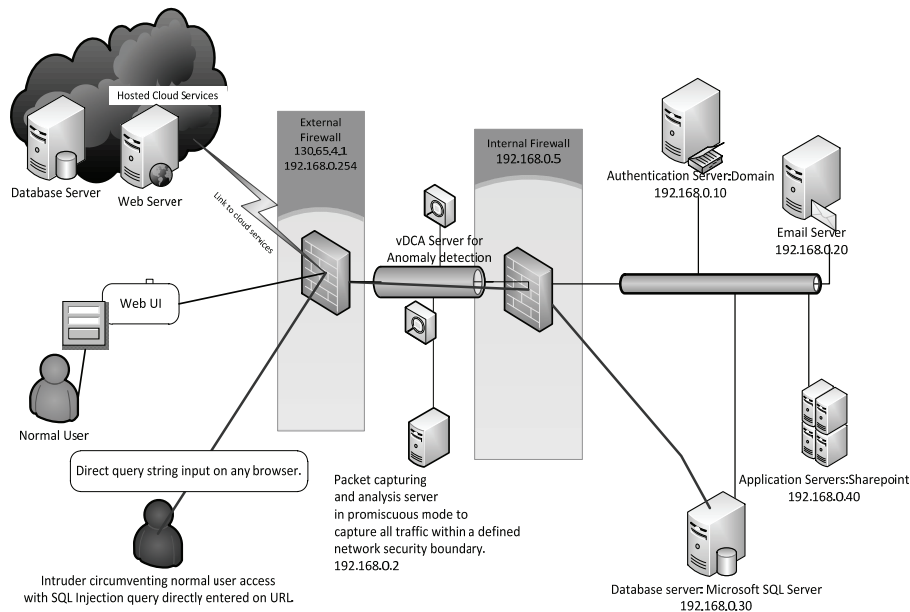 Hosted Cloud Services
Database Server
Web Server
Link to cloud services
External
Firewall
130.65.4.1
192.168.0.254
Internal Firewall
192.168.0.5
vDCA Server for
Anomaly detection
Authentication Server:Domain
192.168.0.10
Email Server
192.168.0.20
Web UI
Normal User
Direct query string input on any browser.
Intruder circumventing normal user access
with SQL Injection query directly entered on URL.
Packet capturing
and analysis server
in promiscuous mode to
capture all traffic within a defined
network security boundary.
192.168.0.2
Application Servers:Sharepoint
192.168.0.40
Database server: Microsoft SQL Server
192.168.0.30